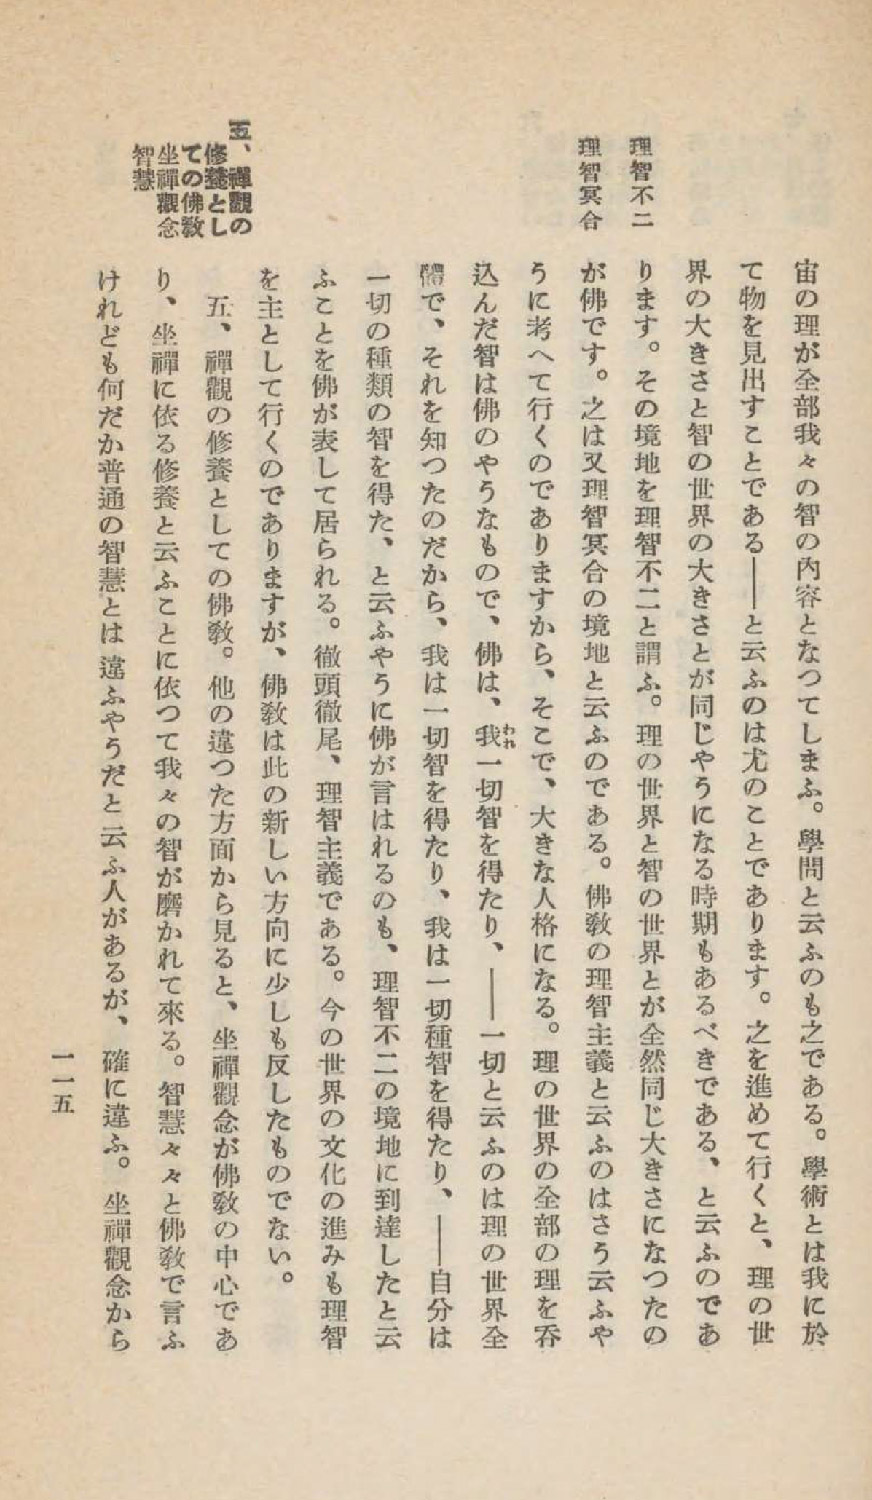 理智不二
理智冥合
五、禪觀の
修養とし
ての佛敎
坐禪觀念
智慧
宙の理が全部我々の智の內容となつてしまふ。學問と云ふのも之である。學術とは我に於
て物を見出すことである――と云ふのは尤のことであります。之を進めて行くと、理の世
界の大きさと智の世界の大きさとが同じやうになる時期もあるべきである、と云ふのであ
ります。その境地を理智不二と謂ふ。理の世界と智の世界とが全然同じ大きさになつたの
が佛です。之は又理智冥合の境地と云ふのである。佛敎の理智主義と云ふのはさう云ふや
うに考へて行くのでありますから、そこで、大きな人格になる。理の世界の全部の理を呑
込んだ智は佛のやうなもので、佛は、我われ一切智を得たり、――一切と云ふのは理の世界全
體で、それを知つたのだから、我は一切智を得たり、我は一切種智を得たり、――自分は
一切の種類の智を得た、と云ふやうに佛が言はれるのも、理智不二の境地に到達したと云
ふことを佛が表して居られる。徹頭徹尾、理智主義である。今の世界の文化の進みも理智
を主として行くのでありますが、佛敎は此の新しい方向に少しも反したものでない。
五、禪觀の修養としての佛敎。他の違つた方面から見ると、坐禪觀念が佛敎の中心であ
り、坐禪に依る修養と云ふことに依つて我々の智が磨かれて來る。智慧々々と佛敎で言ふ
けれども何だか普通の智慧とは違ふやうだと云ふ人があるが、確に違ふ。坐禪觀念から
一一五